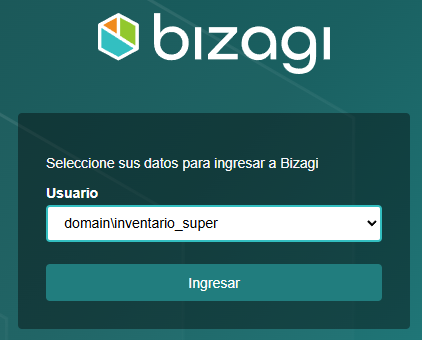 bizagi
Seleccione sus datos para ingresar a Bizagi
Usuario
domain\inventario_super
Ingresar